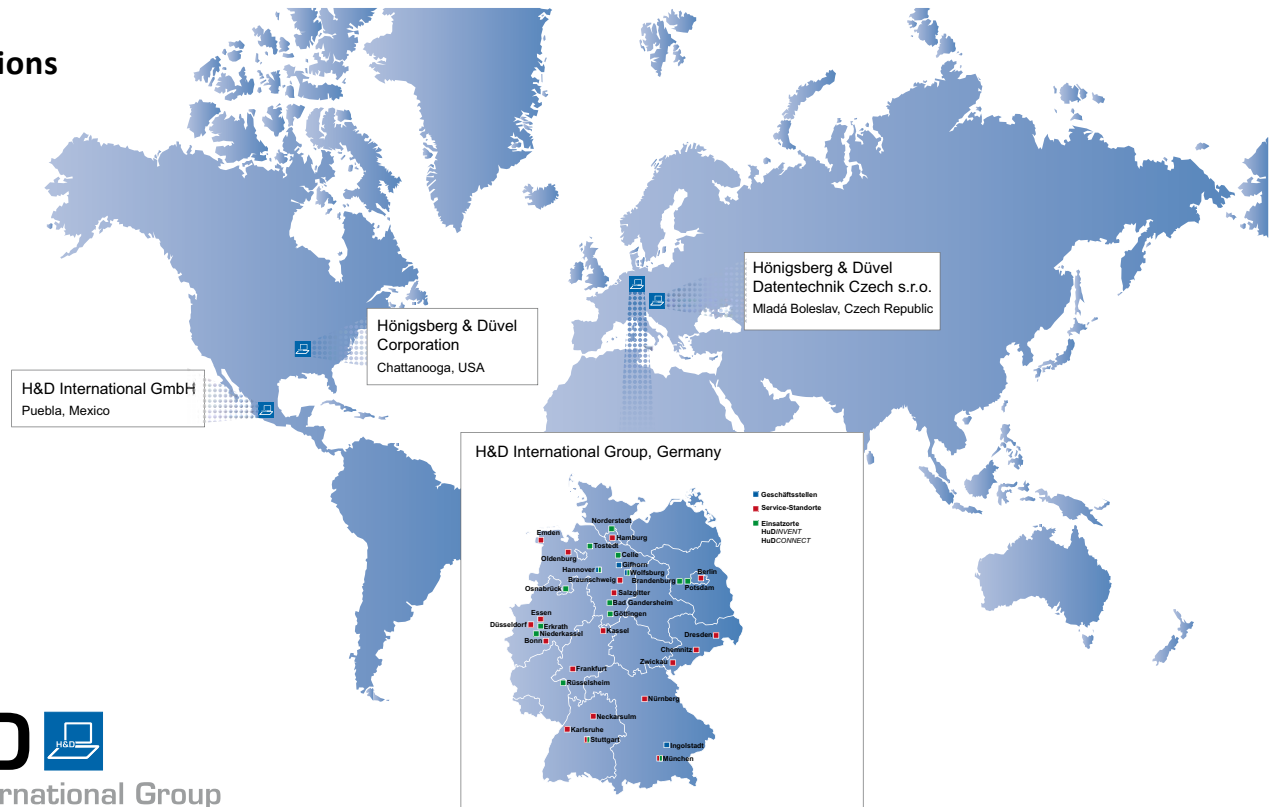 ions
Hönigsberg & Düvel
Datentechnik Czech s.r.o.
Mladá Boleslav, Czech Republic
Hönigsberg & Düvel
Corporation
Chattanooga, USA
H&D International GmbH
Puebla, Mexico
H&D International Group, Germany
Geschäftsstellen
Service-Standorte
Einsatzorte
HuDINVENT
HuDCONNECT
Norderstedt
Emden
Hamburg
Tostedt
Oldenburg
Celle
Gifhorn
Hannover
Wolfsburg
Berlin
Braunschweig
Brandenburg
Potsdam
Osnabrück
Salzgitter
Bad Gandersheim
Göttingen
Essen
Düsseldorf
Erkrath
Niederkassel
Kassel
Bonn
Dresden
Chemnitz
Zwickau
Frankfurt
Rüsselsheim
Nürnberg
Neckarsulm
Karlsruhe
Stuttgart
Ingolstadt
München
D
H&D
rnational Group